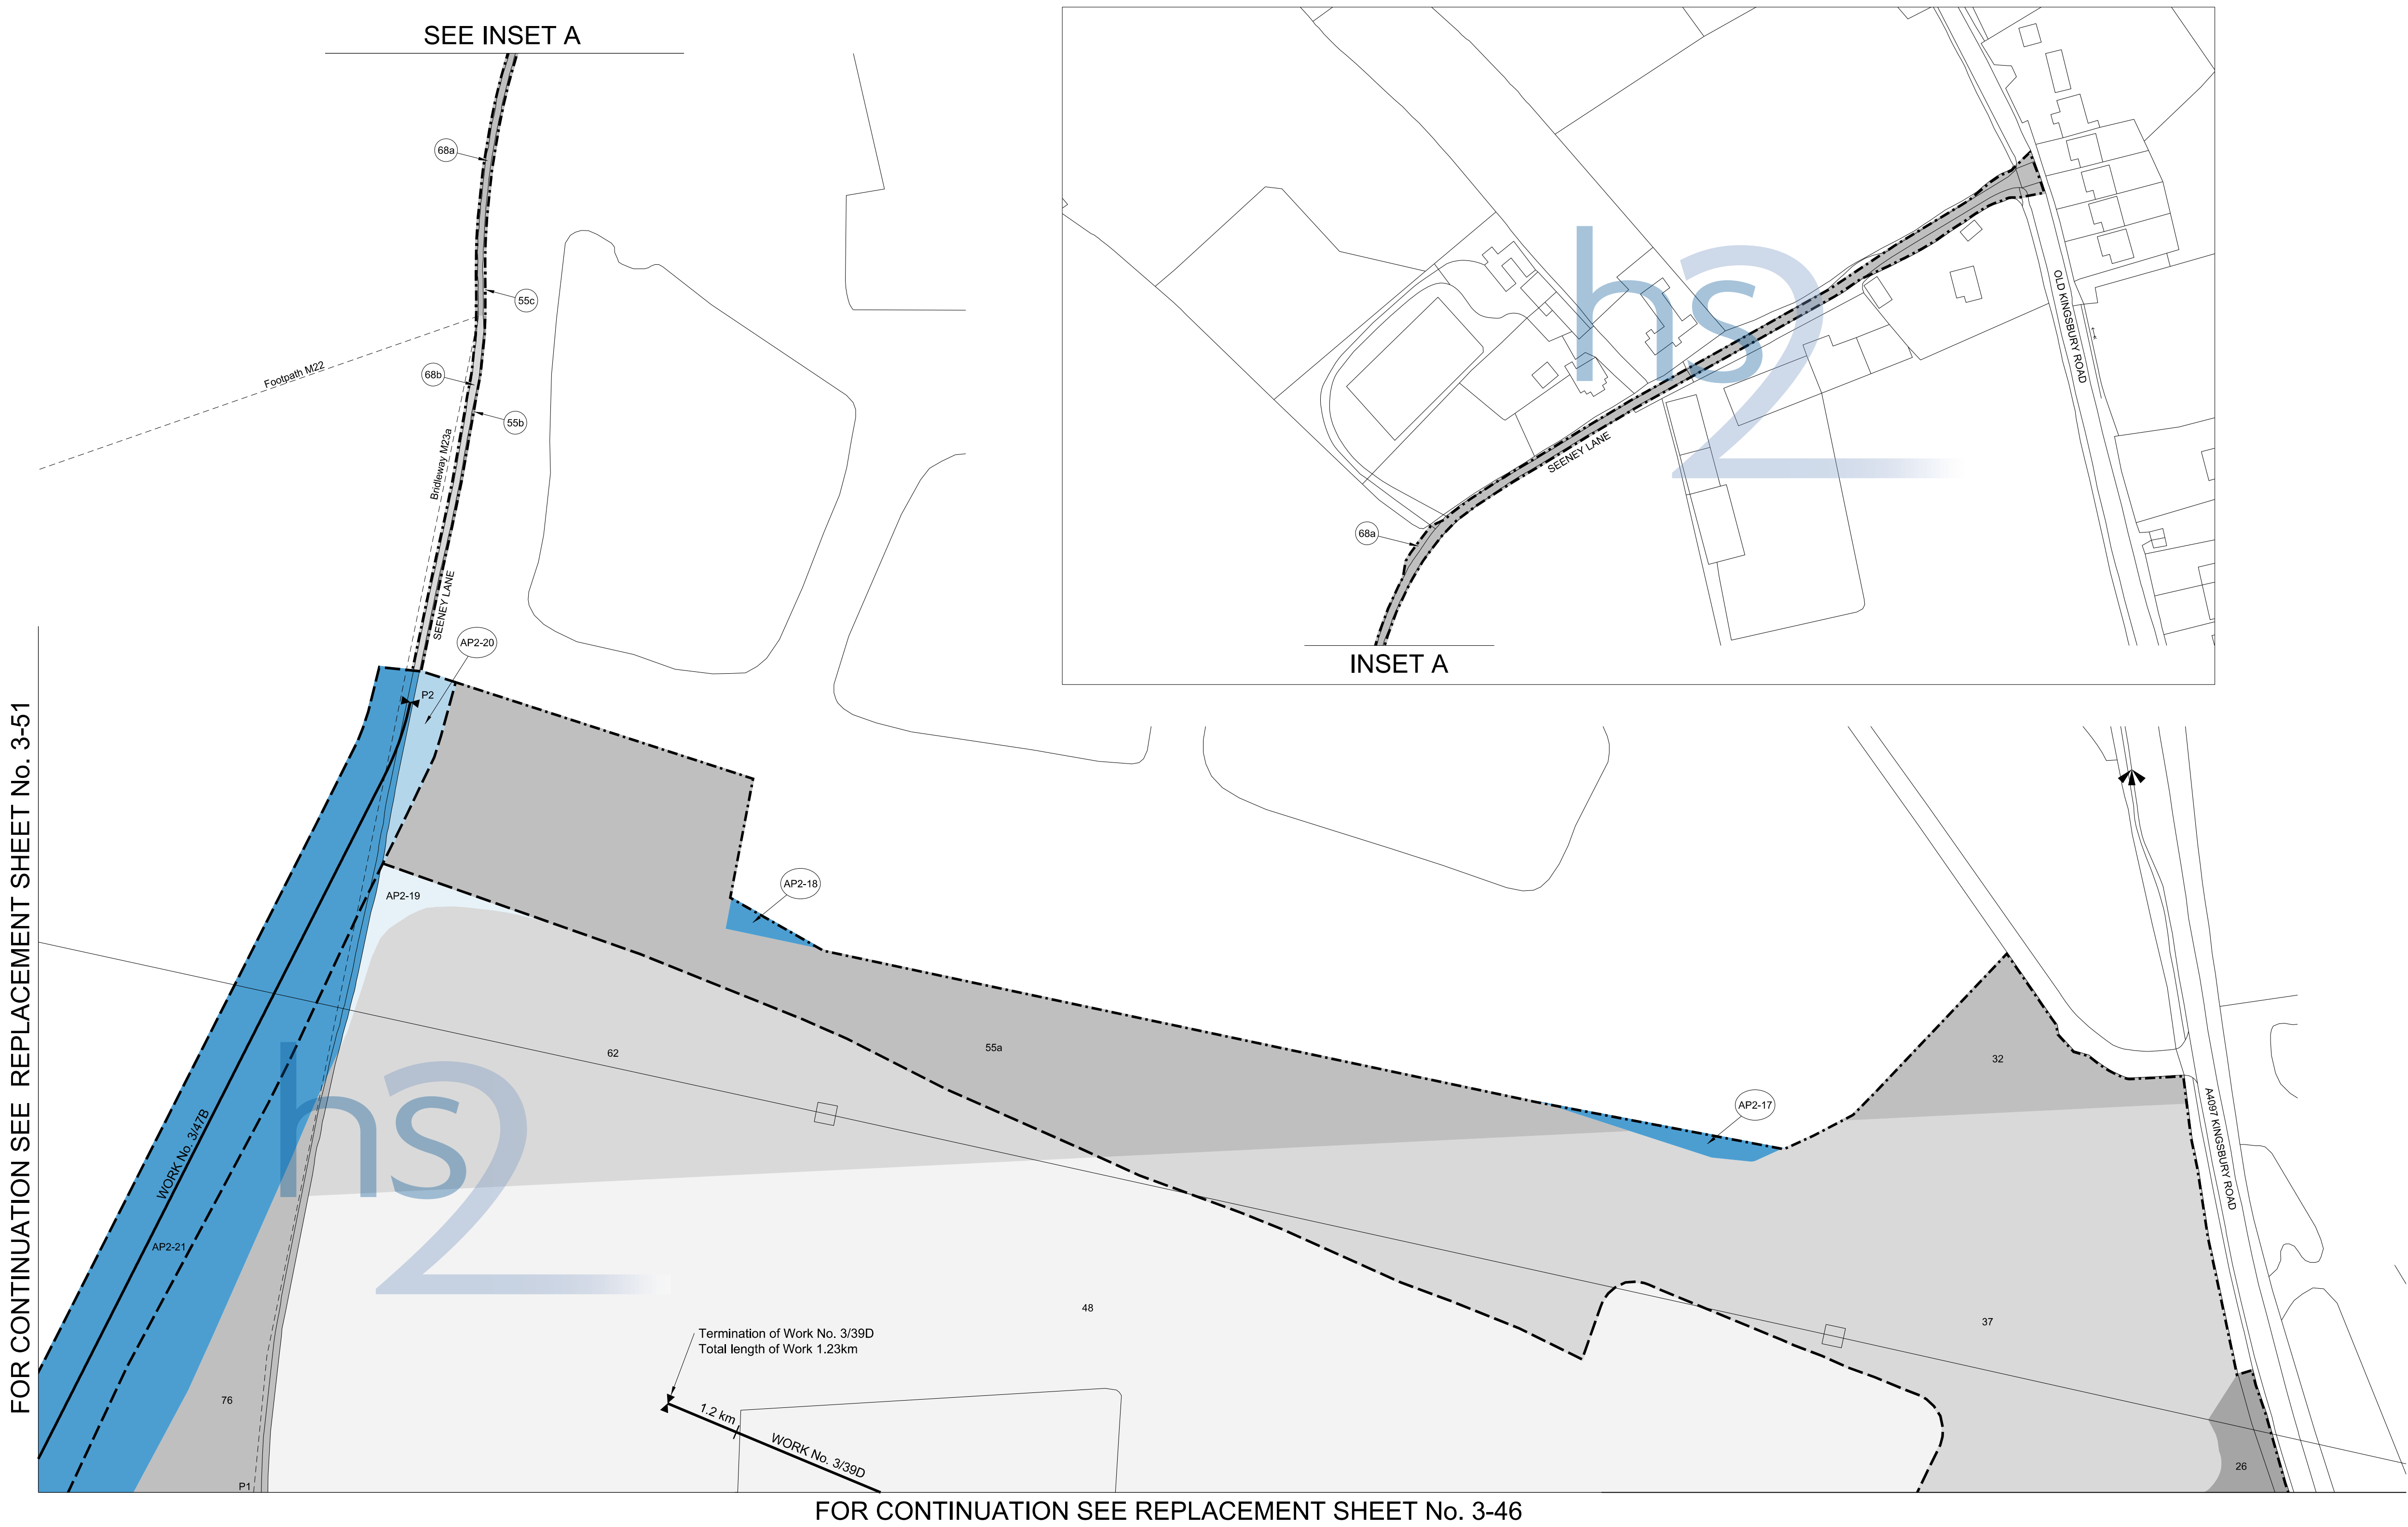 SEE INSET A
68a
55c
Footpath M22
68b
55b
Bridleway M23a
SEENEY LANE
AP2-20
P2
AP2-19
AP2-18
62
55a
AP2-17
32
A4097 KINGSBURY ROAD
WORK No. 3/47B
AP2-21
76
P1
48
37
26
Termination of Work No. 3/39D
Total length of Work 1.23km
1.2 km
WORK No. 3/39D
hs2
OLD KINGSBURY ROAD
SEENEY LANE
68a
INSET A
hs2
FOR CONTINUATION SEE REPLACEMENT SHEET No. 3-51
FOR CONTINUATION SEE REPLACEMENT SHEET No. 3-46